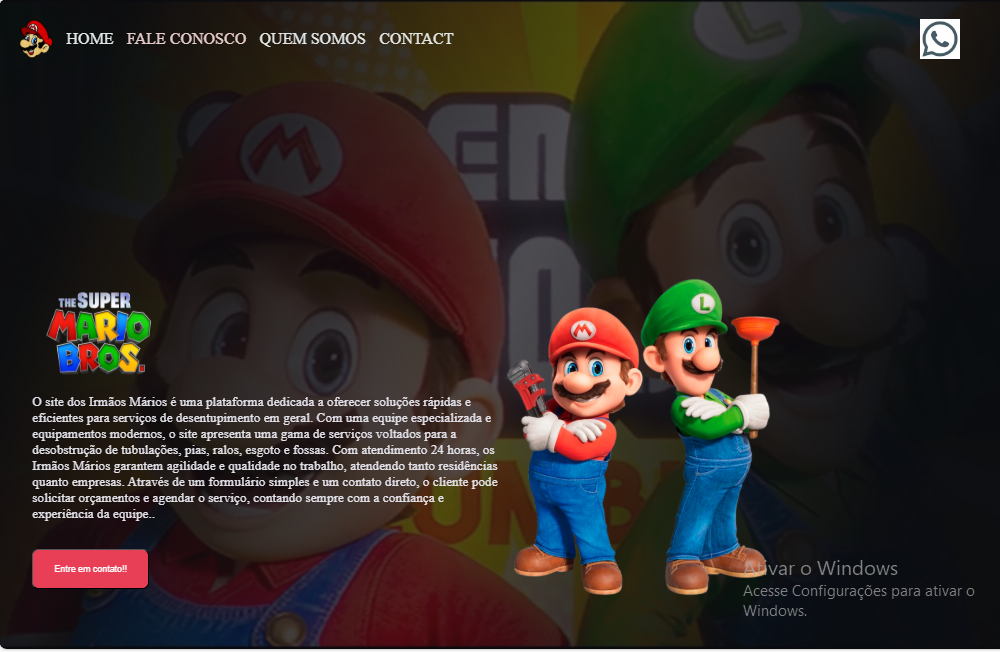 HOME FALE CONOSCO QUEM SOMOS CONTACT
THE SUPER
MARIO
BROS.
O site dos Irmãos Mários é uma plataforma dedicada a oferecer soluções rápidas e
eficientes para serviços de desentupimento em geral. Com uma equipe especializada e
equipamentos modernos, o site apresenta uma gama de serviços voltados para a
desobstrução de tubulações, pias, ralos, esgoto e fossas. Com atendimento 24 horas, os
Irmãos Mários garantem agilidade e qualidade no trabalho, atendendo tanto residências
quanto empresas. Através de um formulário simples e um contato direto, o cliente pode
solicitar orçamentos e agendar o serviço, contando sempre com a confiança e
experiência da equipe..
Entre em contato!!
M
L
M
L
Ativar o Windows
Acesse Configurações para ativar o
Windows.